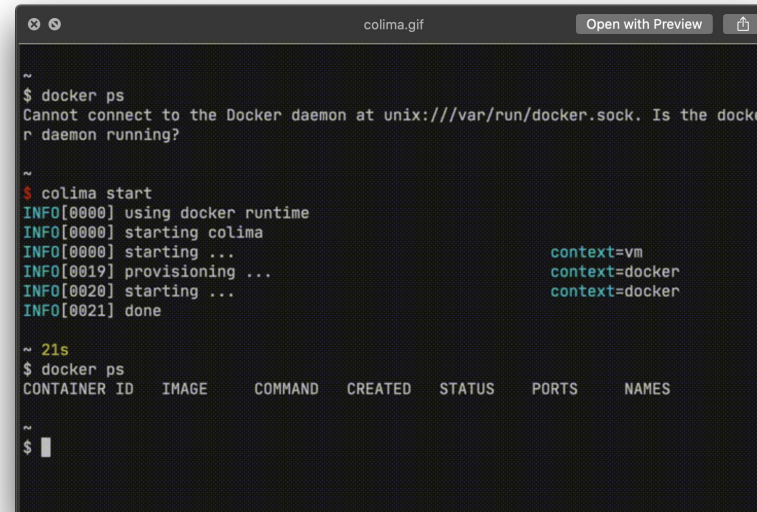 colima.gif
Open with Preview
~
$ docker ps
Cannot connect to the Docker daemon at unix:///var/run/docker.sock. Is the docke
r daemon running?
~
$ colima start
INFO[0000] using docker runtime
INFO[0000] starting colima
INFO[0000] starting ... context=vm
INFO[0019] provisioning ... context=docker
INFO[0020] starting ... context=docker
INFO[0021] done
~ 21s
$ docker ps
CONTAINER ID IMAGE COMMAND CREATED STATUS PORTS NAMES
~
$